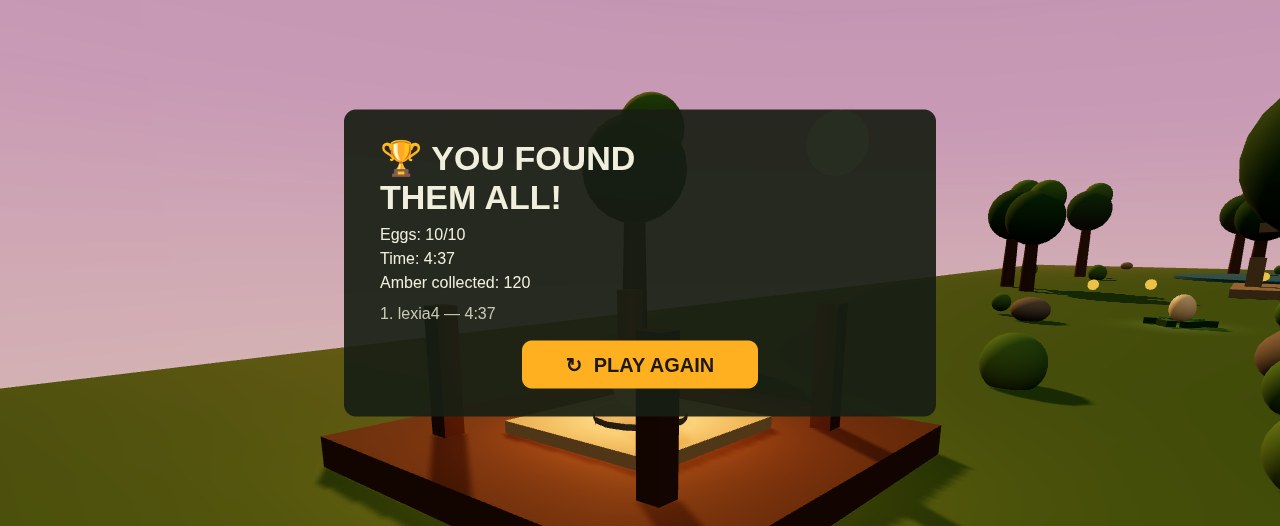 🏆 YOU FOUND
THEM ALL!
Eggs: 10/10
Time: 4:37
Amber collected: 120
1. lexia4 — 4:37
↻ PLAY AGAIN